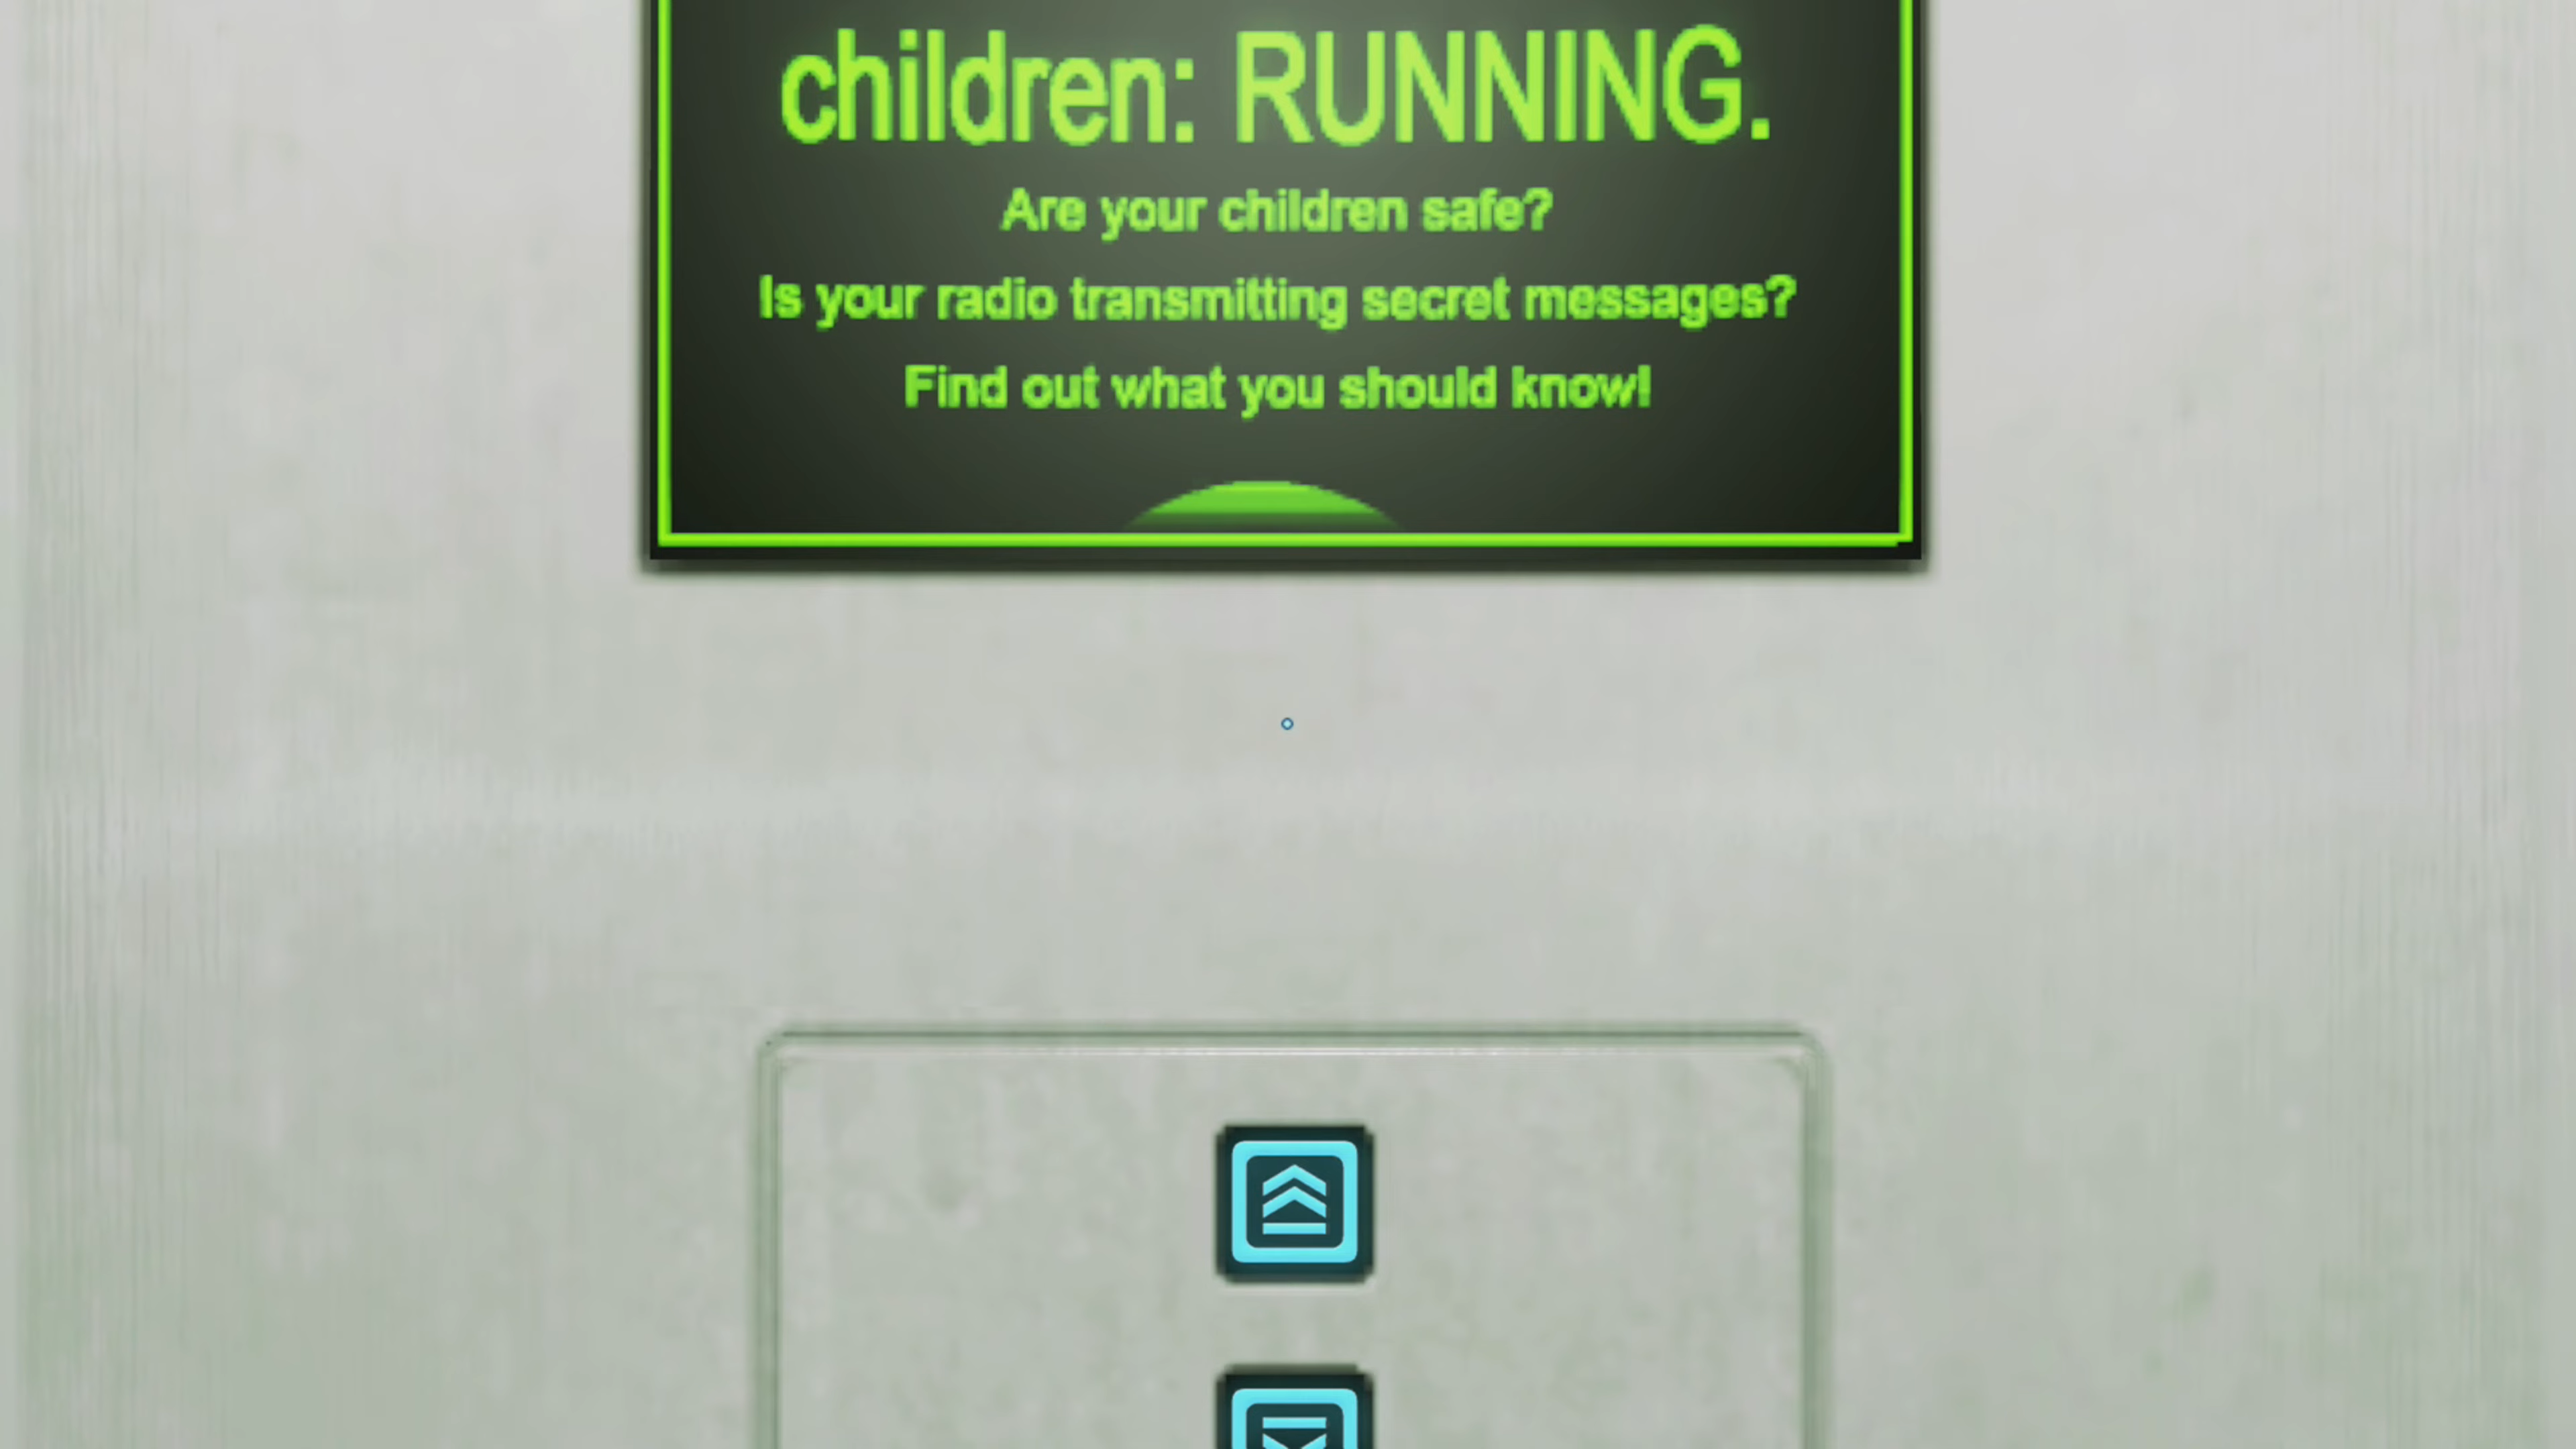 children: RUNNING.
Are your children safe?
Is your radio transmitting secret messages?
Find out what you should know!